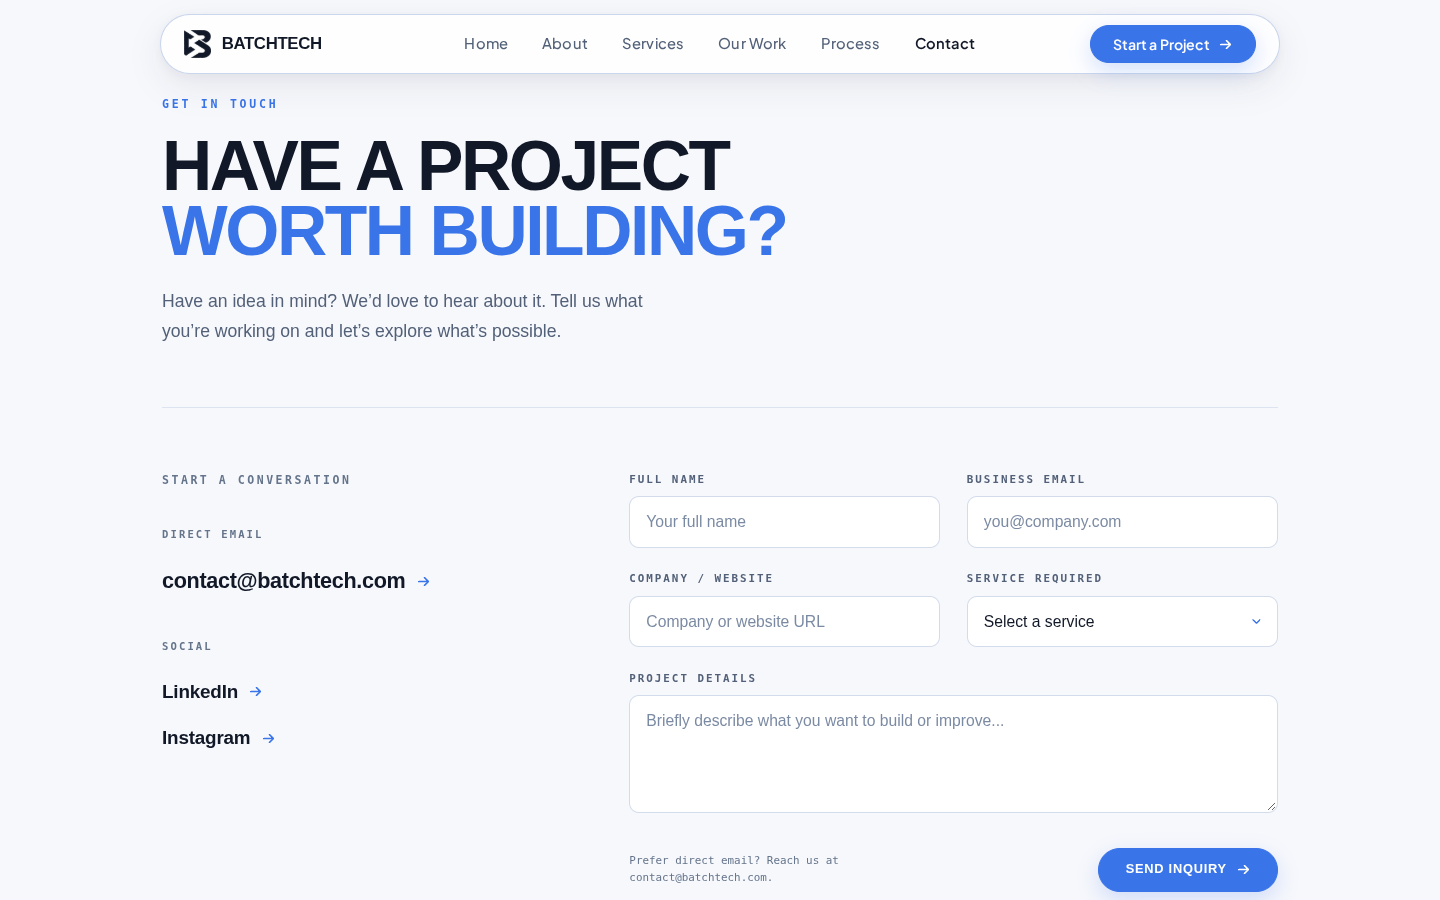 BATCHTECH
Home
About
Services
Our Work
Process
Contact
Start a Project
GET IN TOUCH
HAVE A PROJECT
WORTH BUILDING?
Have an idea in mind? We’d love to hear about it. Tell us what
you’re working on and let’s explore what’s possible.
START A CONVERSATION
DIRECT EMAIL
contact@batchtech.com
SOCIAL
LinkedIn
Instagram
FULL NAME
Your full name
BUSINESS EMAIL
you@company.com
COMPANY / WEBSITE
Company or website URL
SERVICE REQUIRED
Select a service
PROJECT DETAILS
Briefly describe what you want to build or improve...
Prefer direct email? Reach us at
contact@batchtech.com.
SEND INQUIRY